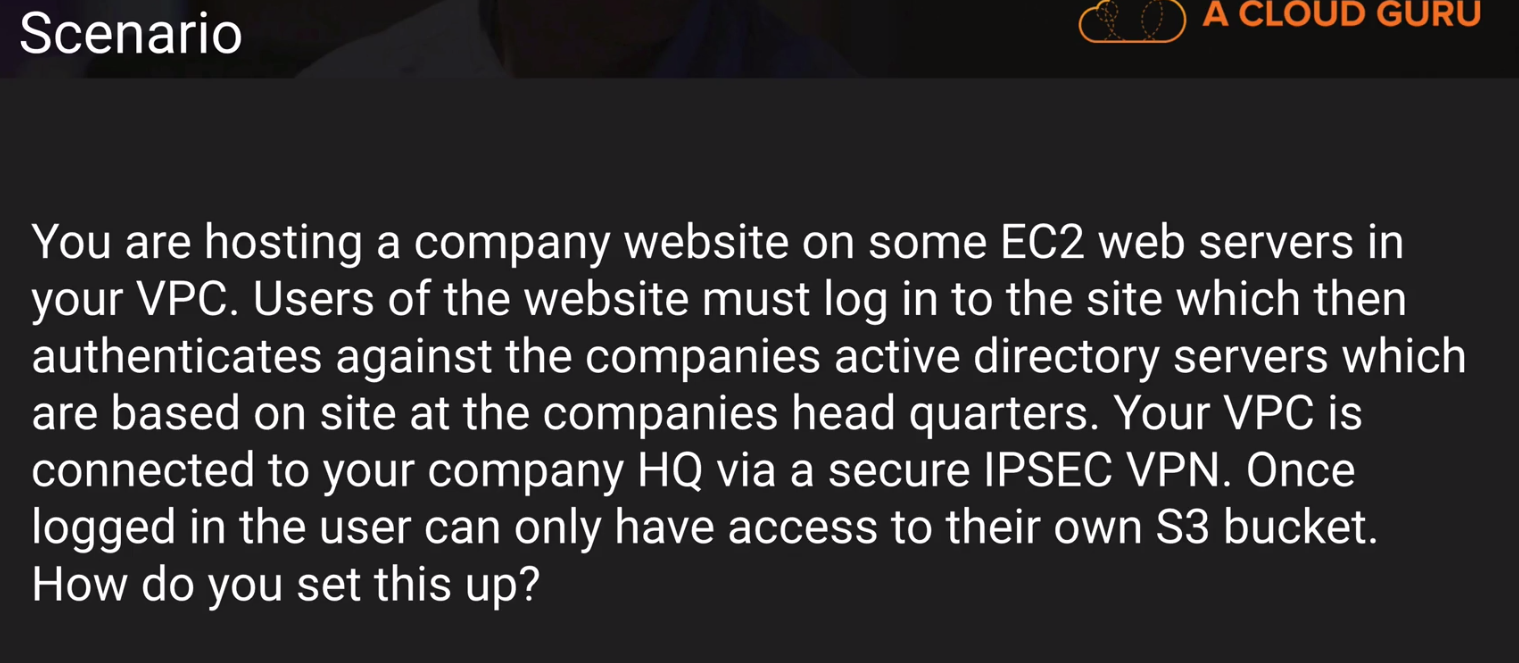 Scenario
A CLOUD GURU
You are hosting a company website on some EC2 web servers in
your VPC. Users of the website must log in to the site which then
authenticates against the companies active directory servers which
are based on site at the companies head quarters. Your VPC is
connected to your company HQ via a secure IPSEC VPN. Once
logged in the user can only have access to their own S3 bucket.
How do you set this up?